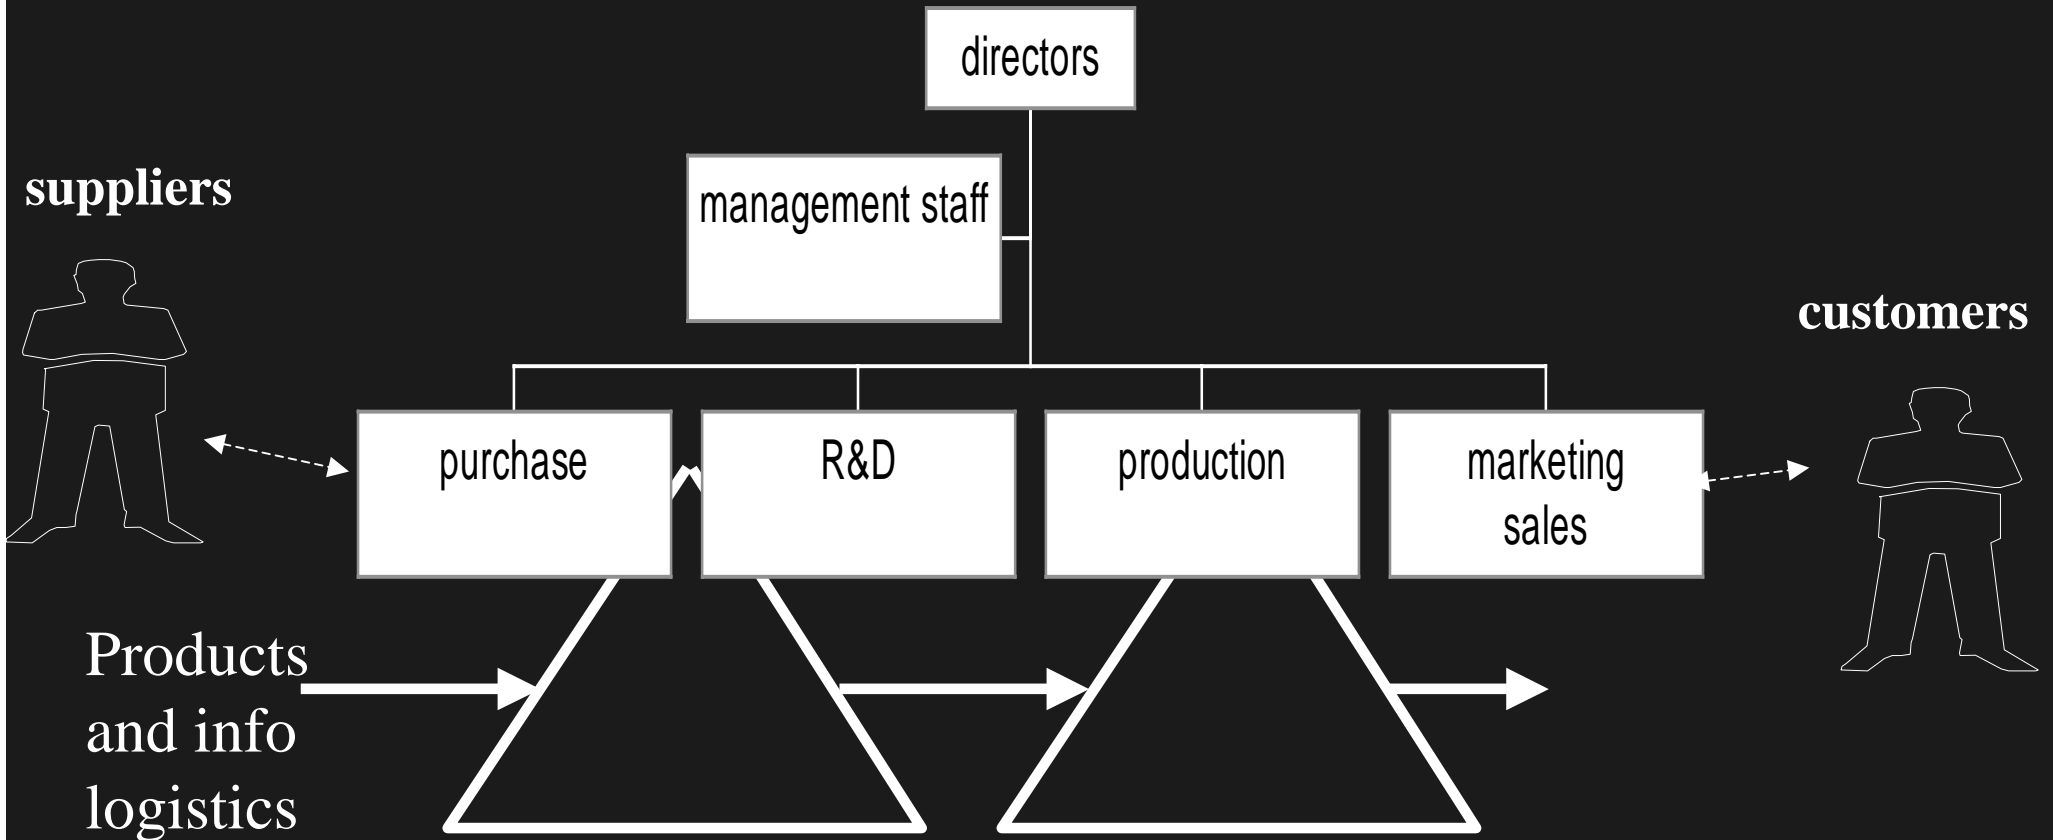 directors
management staff
suppliers
customers
purchase
R&D
production
marketing
sales
Products
and info
logistics